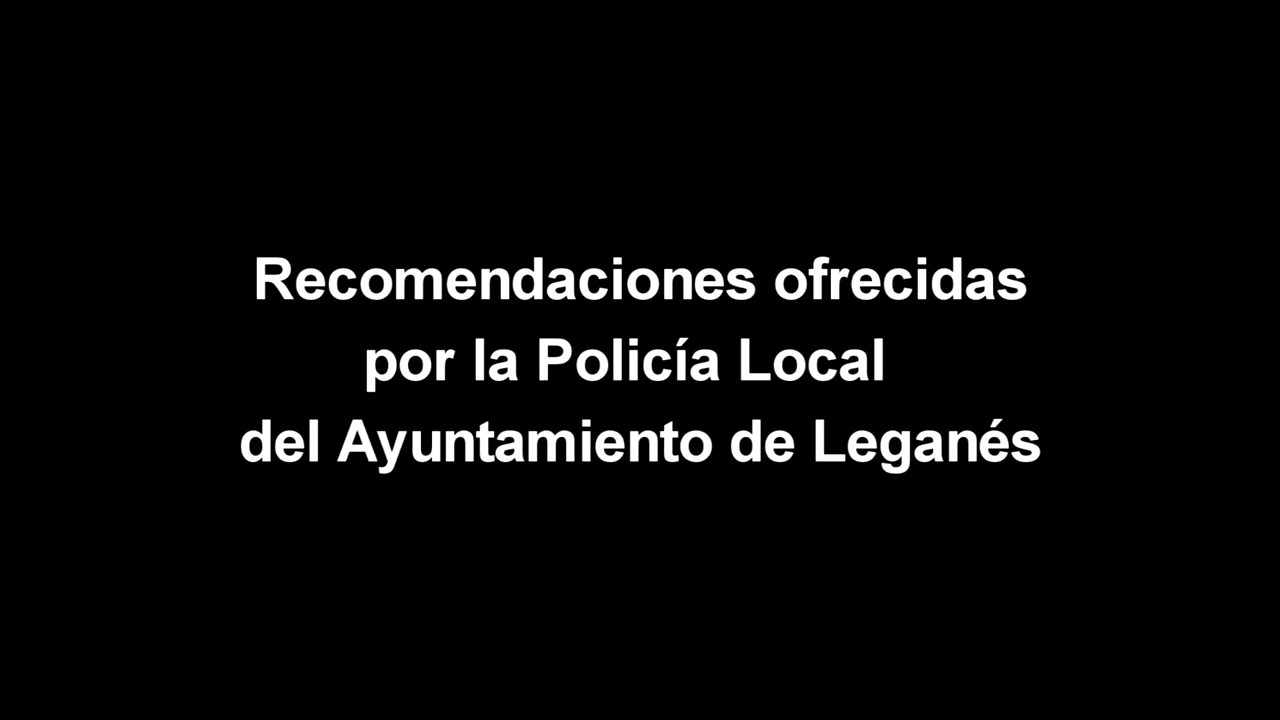 Recomendaciones ofrecidas
por la Policía Local
del Ayuntamiento de Leganés